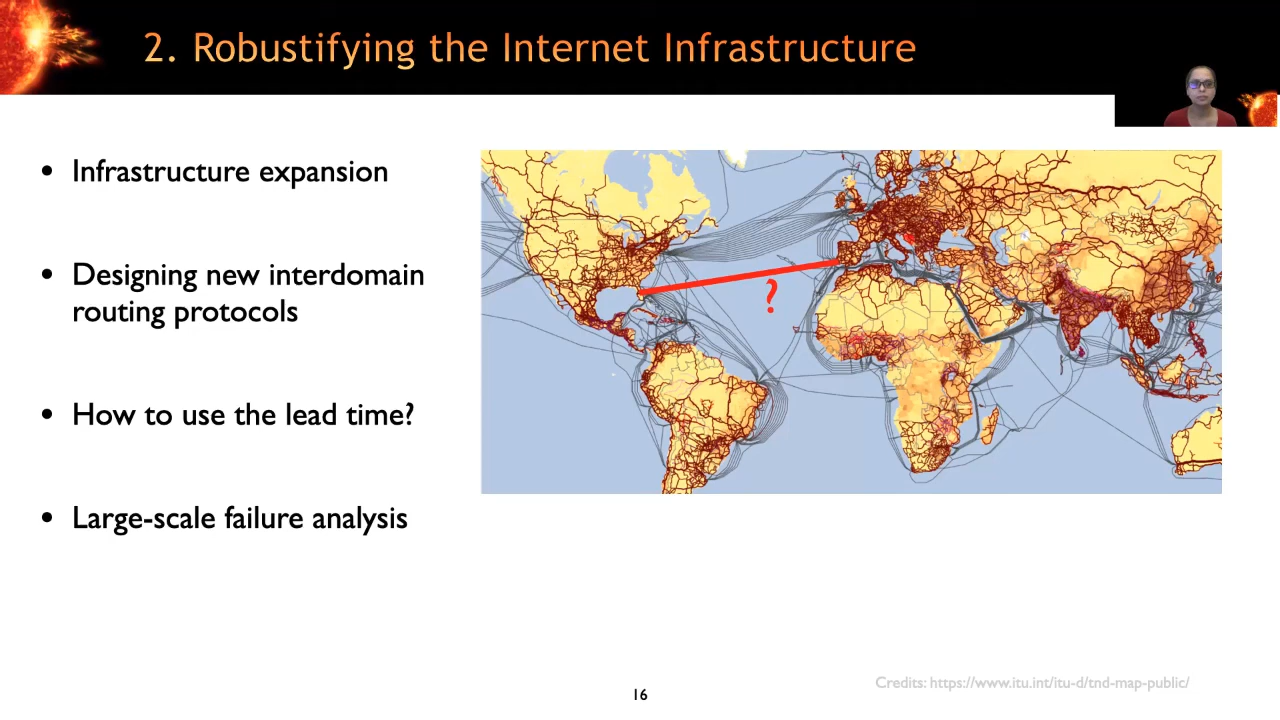 2. Robustifying the Internet Infrastructure
• Infrastructure expansion
• Designing new interdomain
routing protocols
• How to use the lead time?
• Large-scale failure analysis
?
Credits: https://www.itu.int/itu-d/tnd-map-public/
16